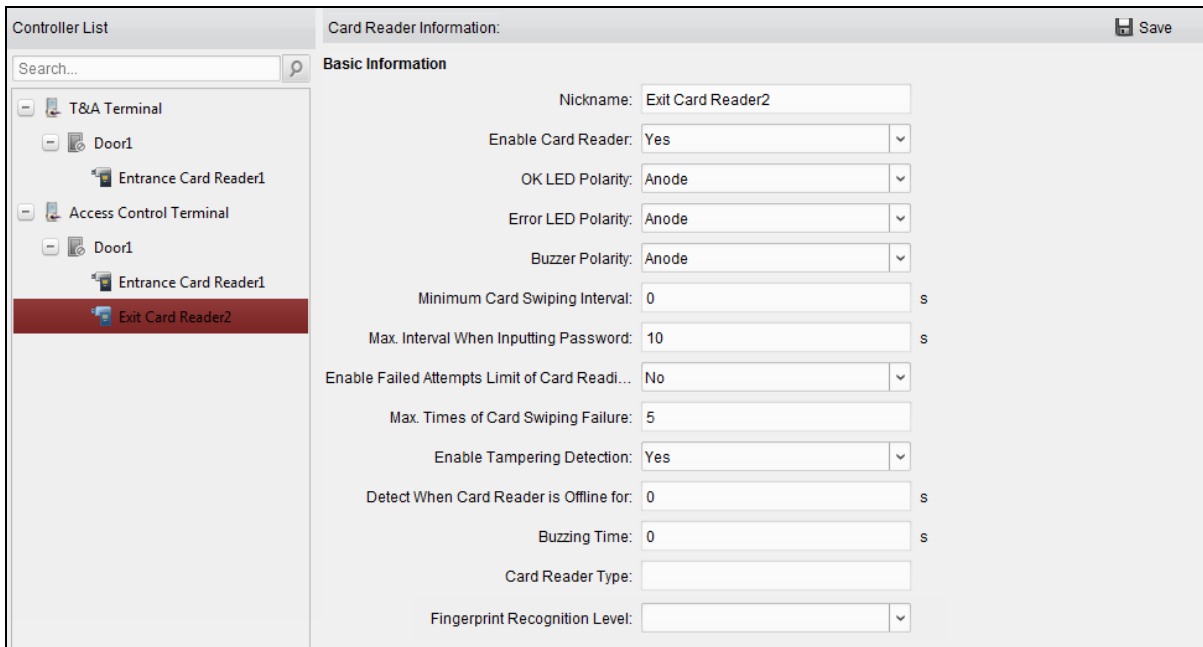 Controller List
Search...
T&A Terminal
Door1
Entrance Card Reader1
Access Control Terminal
Door1
Entrance Card Reader1
Exit Card Reader2
Card Reader Information:
Save
Basic Information
Nickname: Exit Card Reader2
Enable Card Reader: Yes
OK LED Polarity: Anode
Error LED Polarity: Anode
Buzzer Polarity: Anode
Minimum Card Swiping Interval: 0 s
Max. Interval When Inputting Password: 10 s
Enable Failed Attempts Limit of Card Readi... No
Max. Times of Card Swiping Failure: 5
Enable Tampering Detection: Yes
Detect When Card Reader is Offline for: 0 s
Buzzing Time: 0 s
Card Reader Type:
Fingerprint Recognition Level: